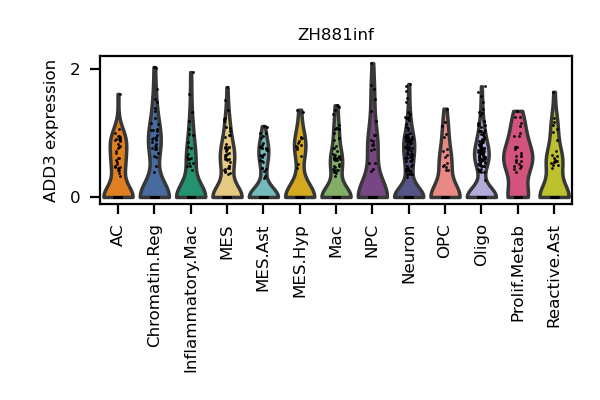 ZH881inf
ADD3 expression
2
0
AC
Chromatin.Reg
Inflammatory.Mac
MES
MES.Ast
MES.Hyp
Mac
NPC
Neuron
OPC
Oligo
Prolif.Metab
Reactive.Ast